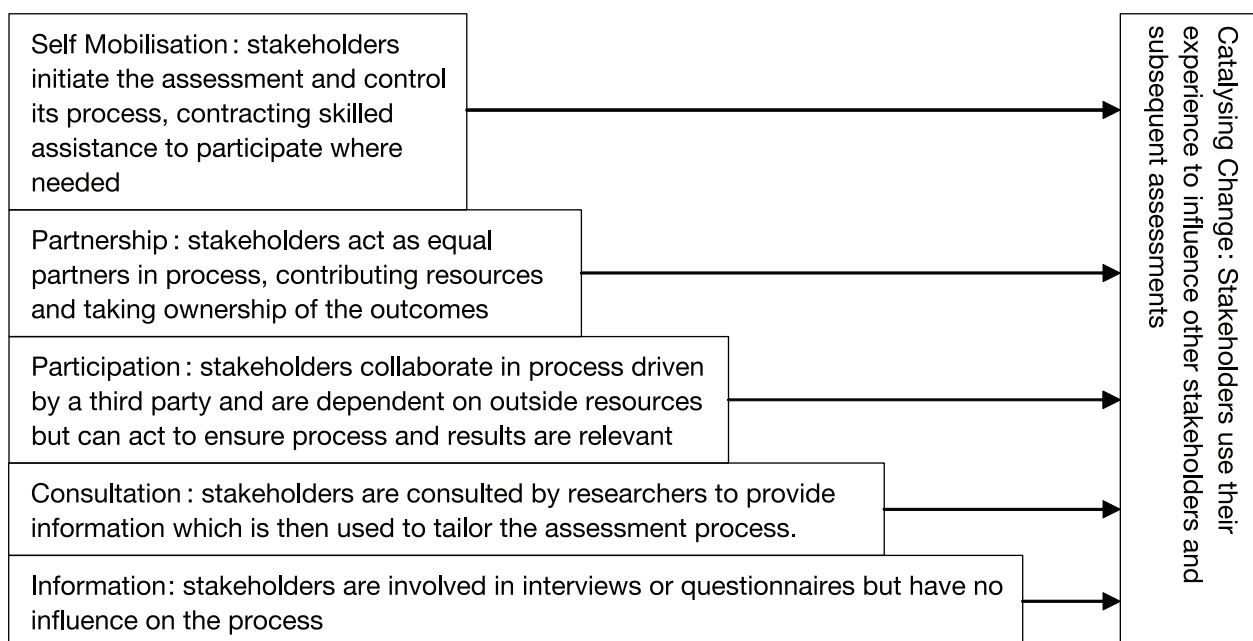 Self Mobilisation : stakeholders
initiate the assessment and control
its process, contracting skilled
assistance to participate where
needed
Partnership : stakeholders act as equal
partners in process, contributing resources
and taking ownership of the outcomes
Participation : stakeholders collaborate in process driven
by a third party and are dependent on outside resources
but can act to ensure process and results are relevant
Consultation : stakeholders are consulted by researchers to provide
information which is then used to tailor the assessment process.
Information: stakeholders are involved in interviews or questionnaires but have no
influence on the process
Catalysing Change: Stakeholders use their
experience to influence other stakeholders and
subsequent assessments